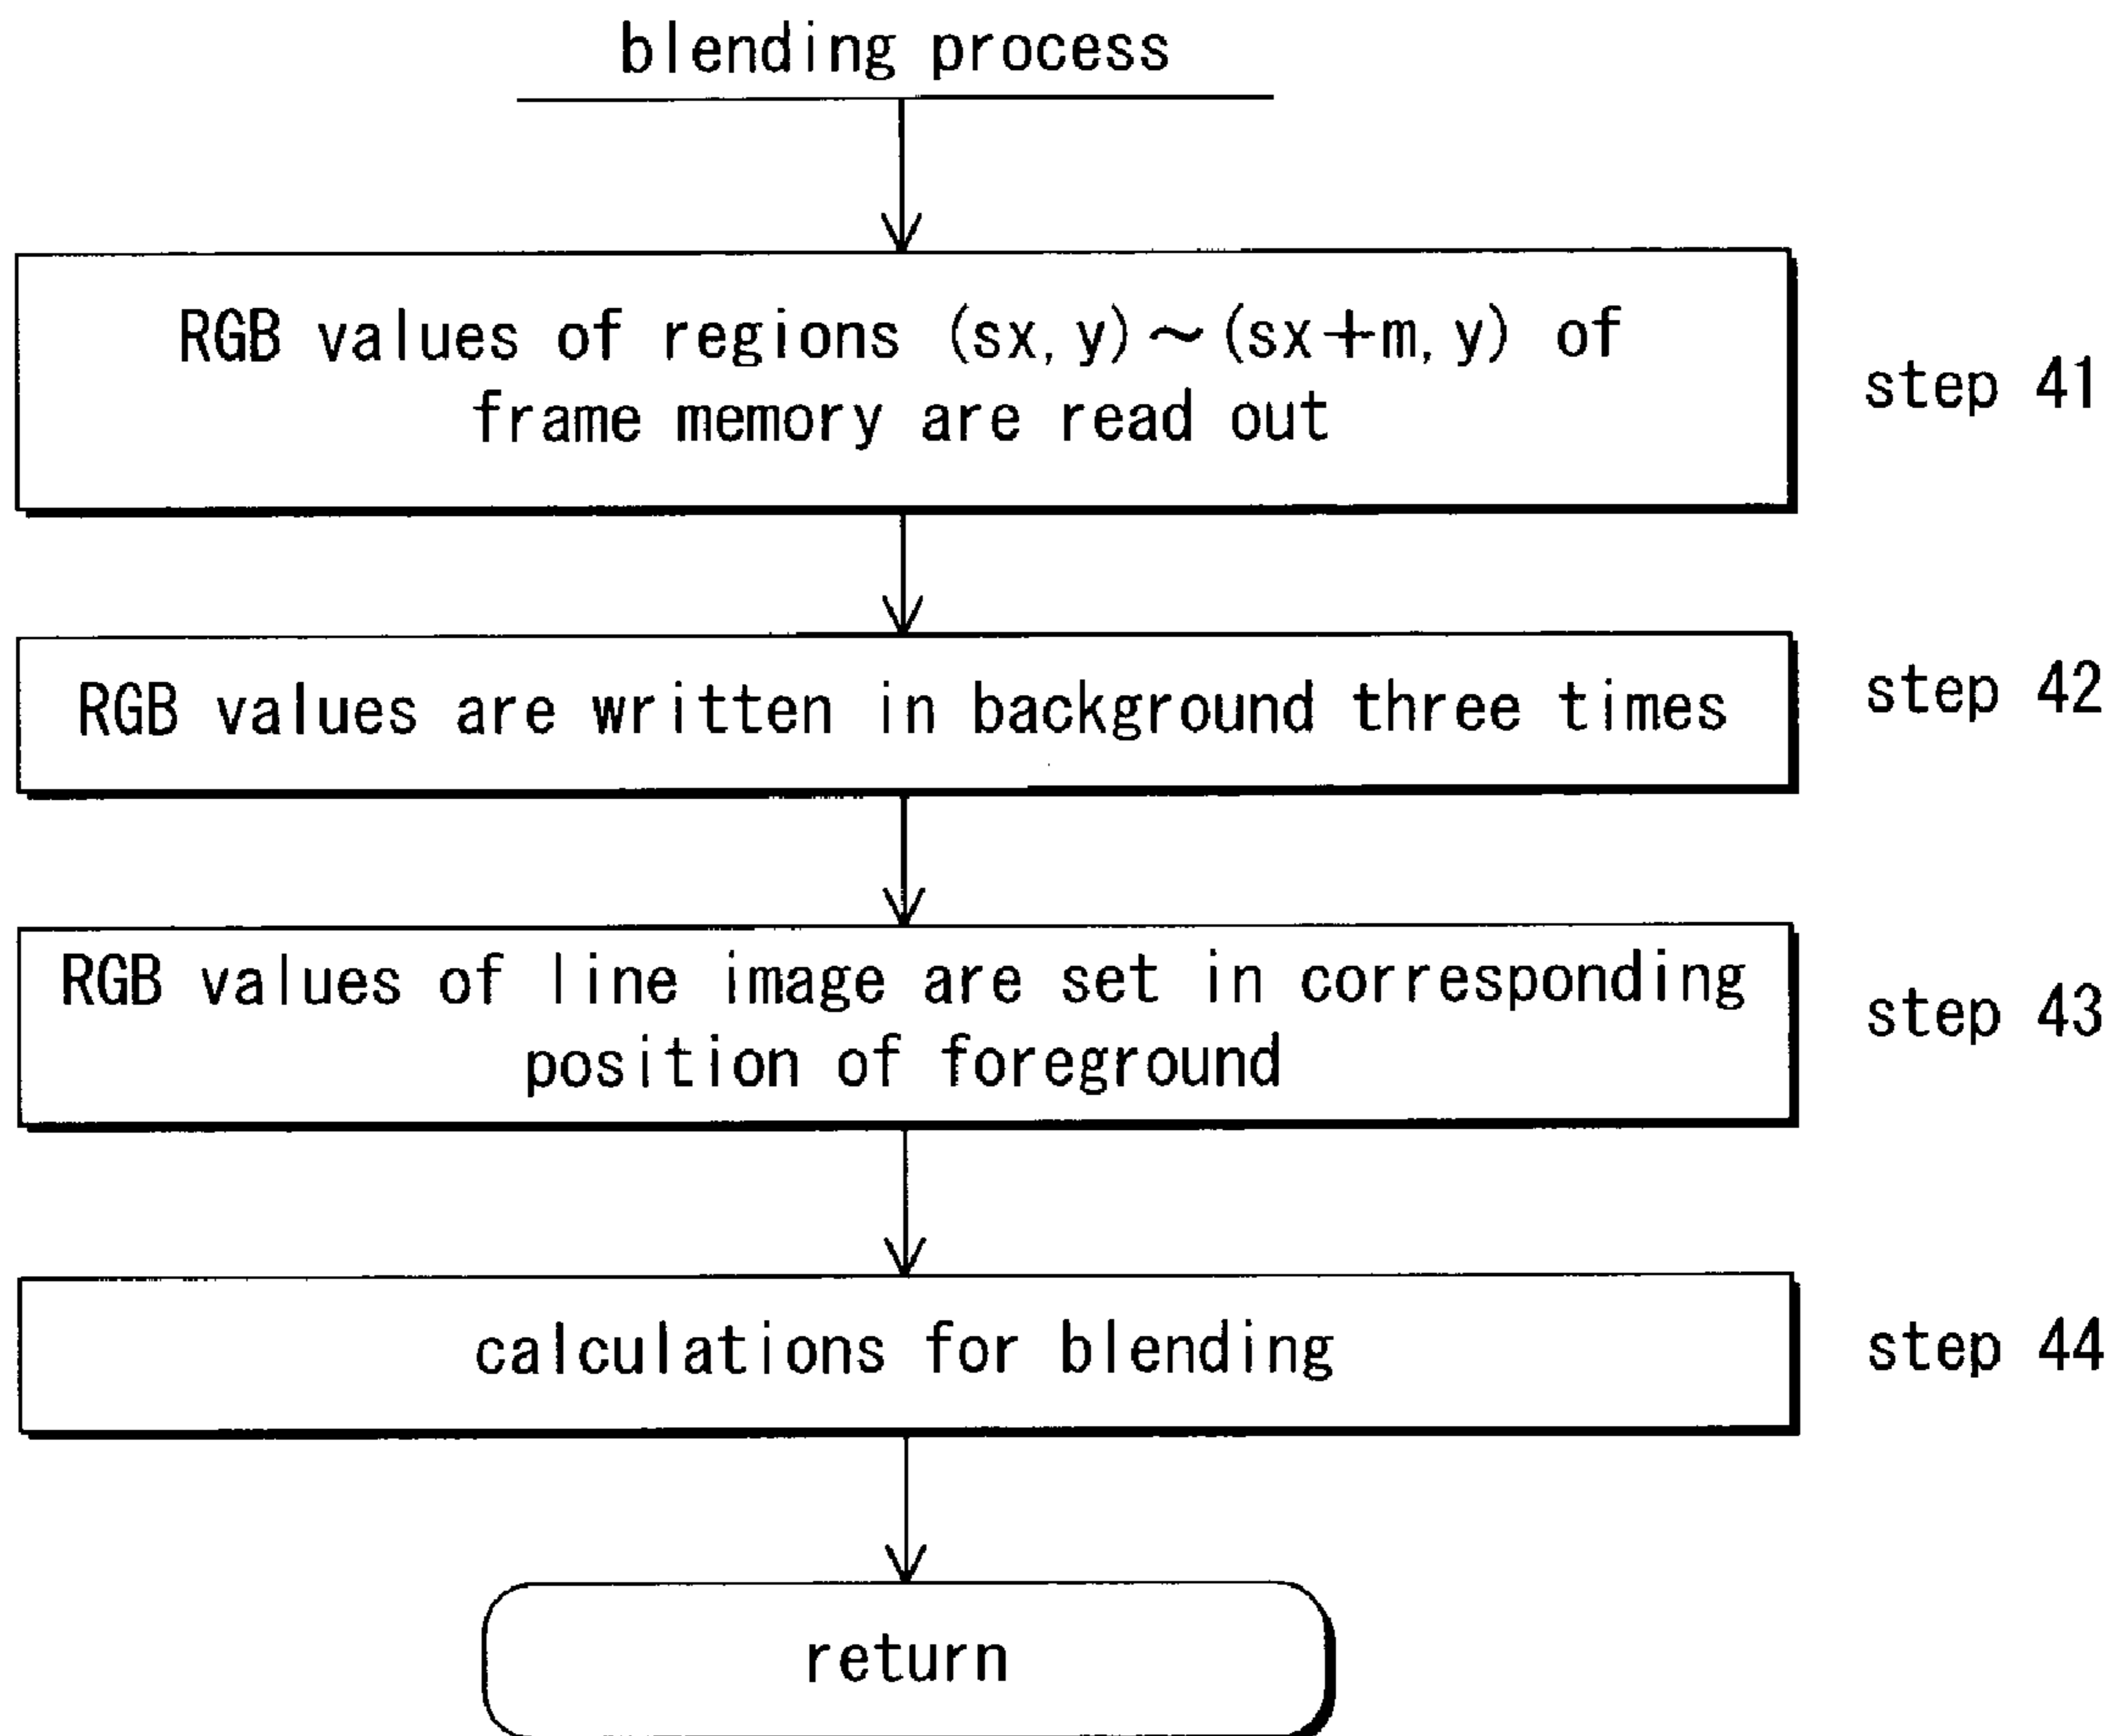 blending process
RGB values of regions (sx, y)~(sx+m, y) of
frame memory are read out
step 41
RGB values are written in background three times
step 42
RGB values of line image are set in corresponding
position of foreground
step 43
calculations for blending
step 44
return